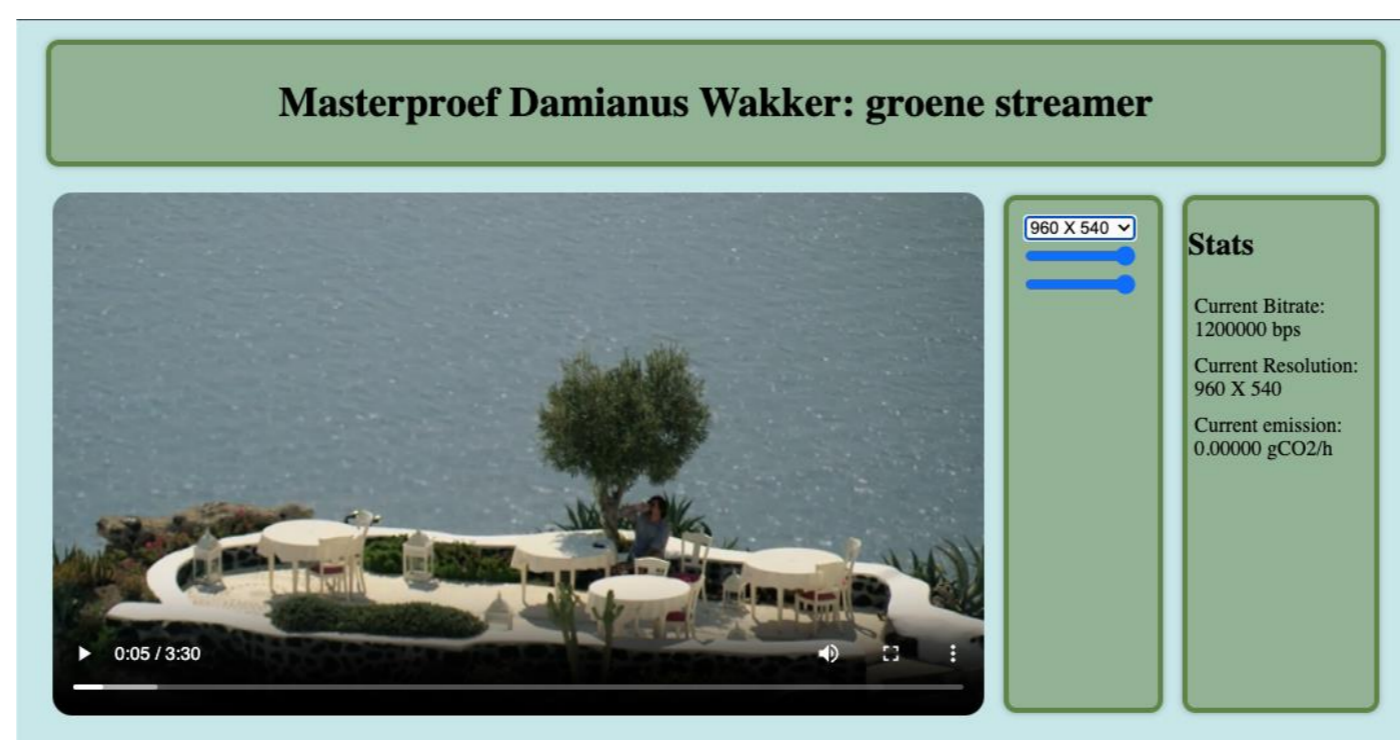 Masterproef Damianus Wakker: groene streamer
960 X 540
Stats
Current Bitrate:
1200000 bps
Current Resolution:
960 X 540
Current emission:
0.00000 gCO2/h
0:05 / 3:30